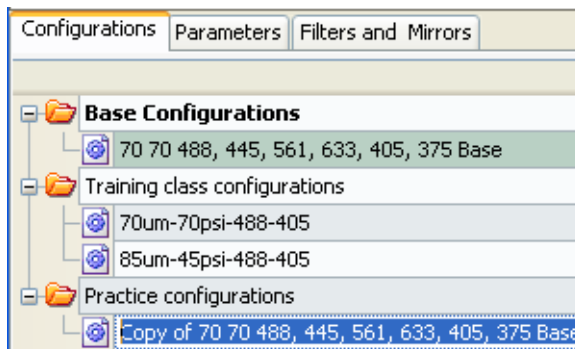 Configurations Parameters Filters and Mirrors
Base Configurations
70 70 488, 445, 561, 633, 405, 375 Base
Training class configurations
70um-70psi-488-405
85um-45psi-488-405
Practice configurations
Copy of 70 70 488, 445, 561, 633, 405, 375 Base